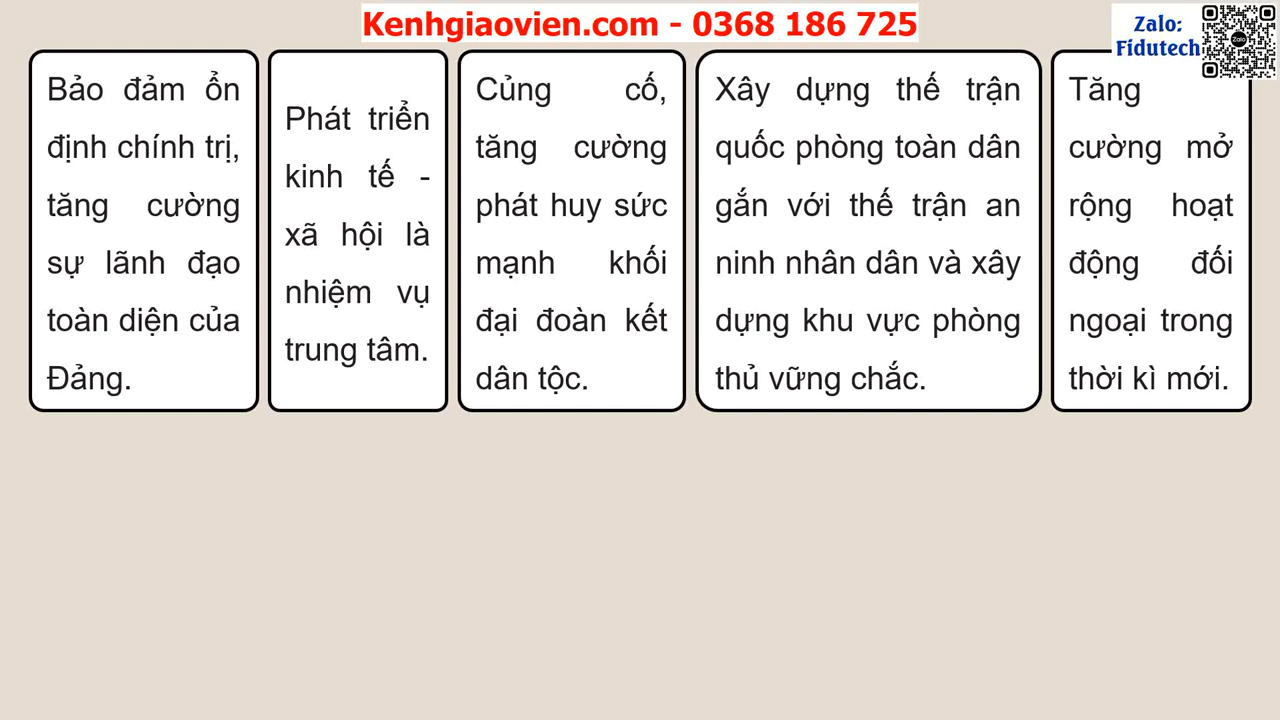 Kenhgiaovien.com - 0368 186 725
Zalo:
Fidutech
Zalo
Bảo đảm ổn
định chính trị,
tăng cường
sự lãnh đạo
toàn diện của
Đảng.
Phát triển
kinh tế -
xã hội là
nhiệm vụ
trung tâm.
Củng cố,
tăng cường
phát huy sức
mạnh khối
đại đoàn kết
dân tộc.
Xây dựng thế trận
quốc phòng toàn dân
gắn với thế trận an
ninh nhân dân và xây
dựng khu vực phòng
thủ vững chắc.
Tăng
cường mở
rộng hoạt
động đối
ngoại trong
thời kì mới.